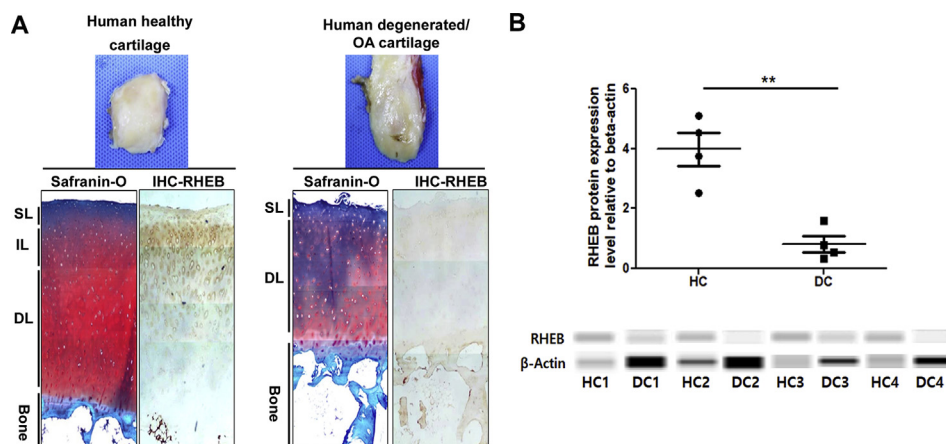 A
Human healthy
cartilage
Human degenerated/
OA cartilage
Safranin-O
IHC-RHEB
Safranin-O
IHC-RHEB
SL
IL
DL
Bone
SL
DL
Bone
B
**
RHEB protein expression
level relative to beta-actin
6
4
2
0
HC
DC
RHEB
β-Actin
HC1 DC1 HC2 DC2 HC3 DC3 HC4 DC4